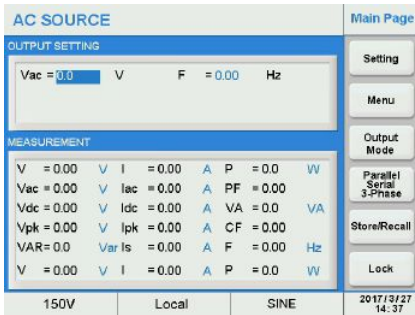 AC SOURCE
Main Page
OUTPUT SETTING
Vac = 0.0 V F = 0.00 Hz
Setting
Menu
Output Mode
Parallel Serial 3-Phase
Store/Recall
Lock
MEASUREMENT
V = 0.00 V I = 0.00 A P = 0.0 W
Vac = 0.00 V Iac = 0.00 A PF = 0.00
Vdc = 0.00 V Idc = 0.00 A VA = 0.0 VA
Vpk = 0.00 V Ipk = 0.00 A CF = 0.00
VAR= 0.0 Var Is = 0.00 A F = 0.00 Hz
V = 0.00 V I = 0.00 A P = 0.0 W
150V Local SINE
2017/3/27
14:37